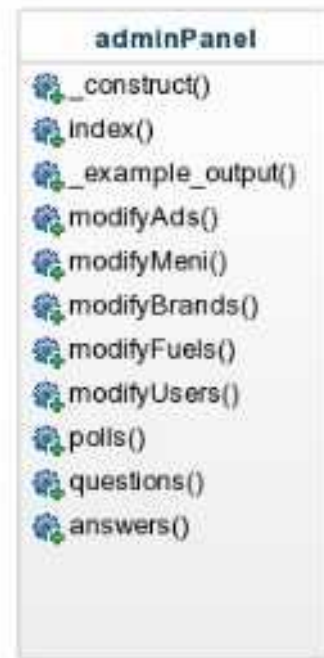 adminPanel
_construct()
index()
_example_output()
modifyAds()
modifyMeni()
modifyBrands()
modifyFuels()
modifyUsers()
polls()
questions()
answers()